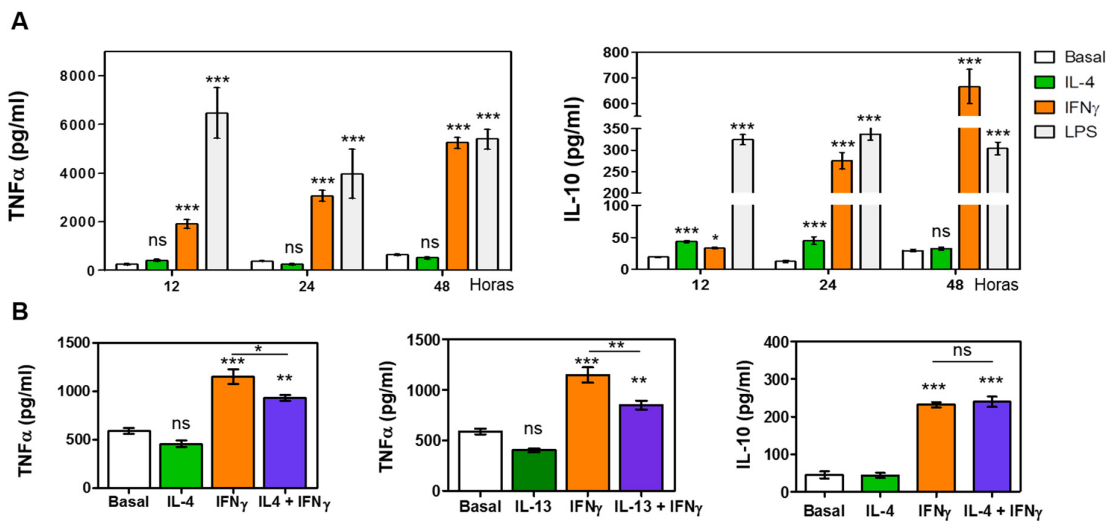 A
TNFα (pg/ml)
8000
6000
4000
2000
0
ns
***
***
ns
***
***
ns
***
***
12
24
48
Horas
IL-10 (pg/ml)
800
700
600
500
350
300
250
200
100
50
0
***
*
***
***
***
***
ns
***
***
12
24
48
Horas
Basal
IL-4
IFNγ
LPS
B
TNFα (pg/ml)
1500
1000
500
0
ns
***
*
**
Basal
IL-4
IFNγ
IL4 + IFNγ
TNFα (pg/ml)
1500
1000
500
0
ns
***
**
**
Basal
IL-13
IFNγ
IL-13 + IFNγ
IL-10 (pg/ml)
400
300
200
100
0
***
ns
***
Basal
IL-4
IFNγ
IL-4 + IFNγ